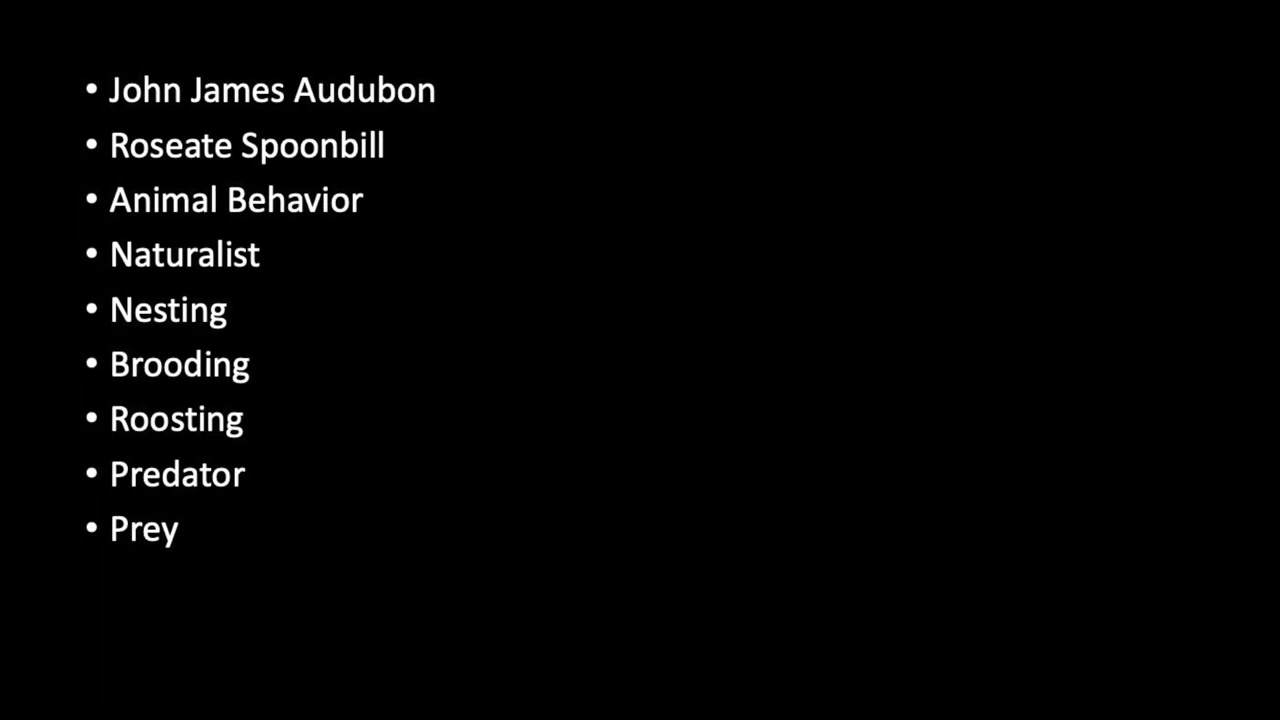 • John James Audubon
• Roseate Spoonbill
• Animal Behavior
• Naturalist
• Nesting
• Brooding
• Roosting
• Predator
• Prey